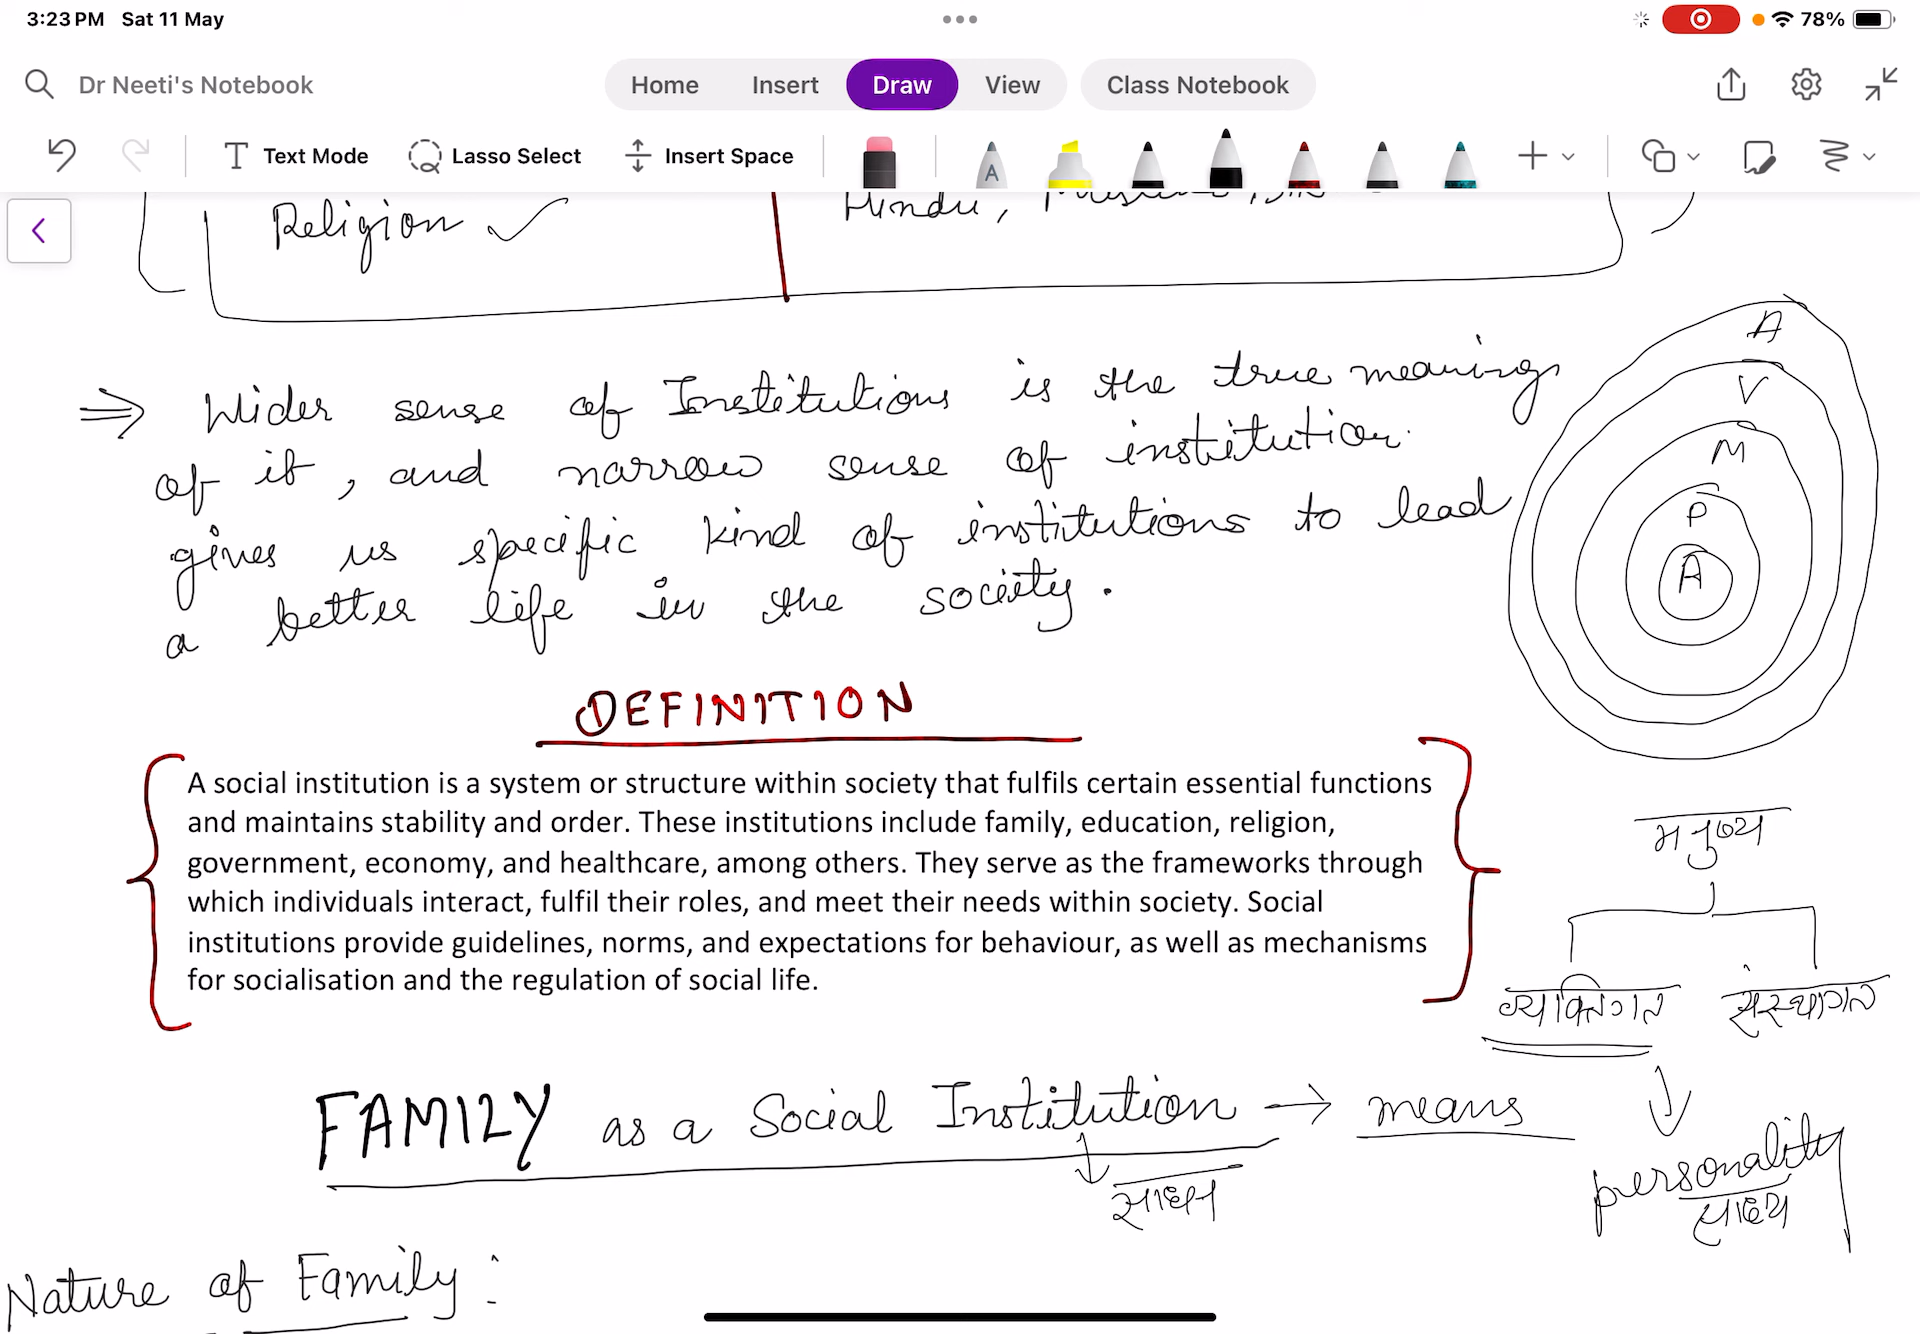 3:23 PM Sat 11 May
78%
Dr Neeti's Notebook
Home Insert Draw View Class Notebook
Text Mode Lasso Select Insert Space
Religion ✓ Hindu,
⇒ Wider sense of Institutions is the true meaning
of it, and narrow sense of institution
gives us specific kind of institutions to lead
a better life in the society.
A
V
M
P
A
DEFINITION
A social institution is a system or structure within society that fulfils certain essential functions
and maintains stability and order. These institutions include family, education, religion,
government, economy, and healthcare, among others. They serve as the frameworks through
which individuals interact, fulfil their roles, and meet their needs within society. Social
institutions provide guidelines, norms, and expectations for behaviour, as well as mechanisms
for socialisation and the regulation of social life.
मनुष्य
व्यक्तिगत संस्थागत
FAMILY as a Social Institution → means
साधन
personality
साध्य
Nature of Family: